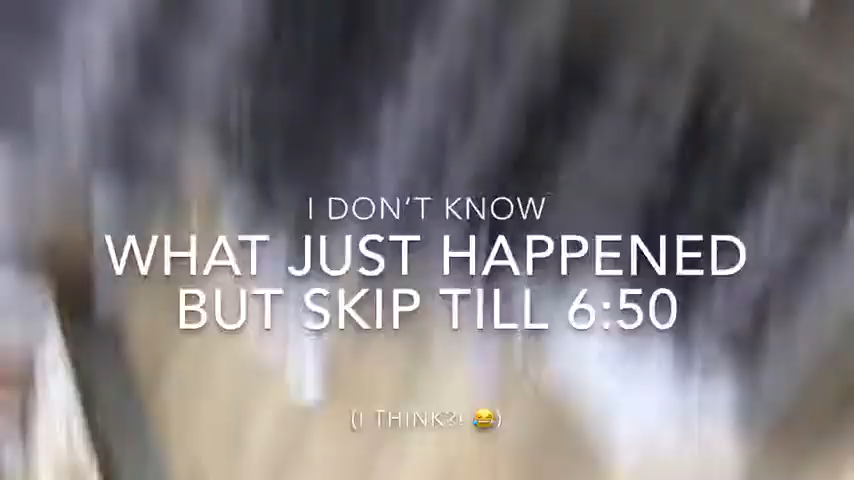 I DON'T KNOW
WHAT JUST HAPPENED
BUT SKIP TILL 6:50
(I THINK?! 😂)